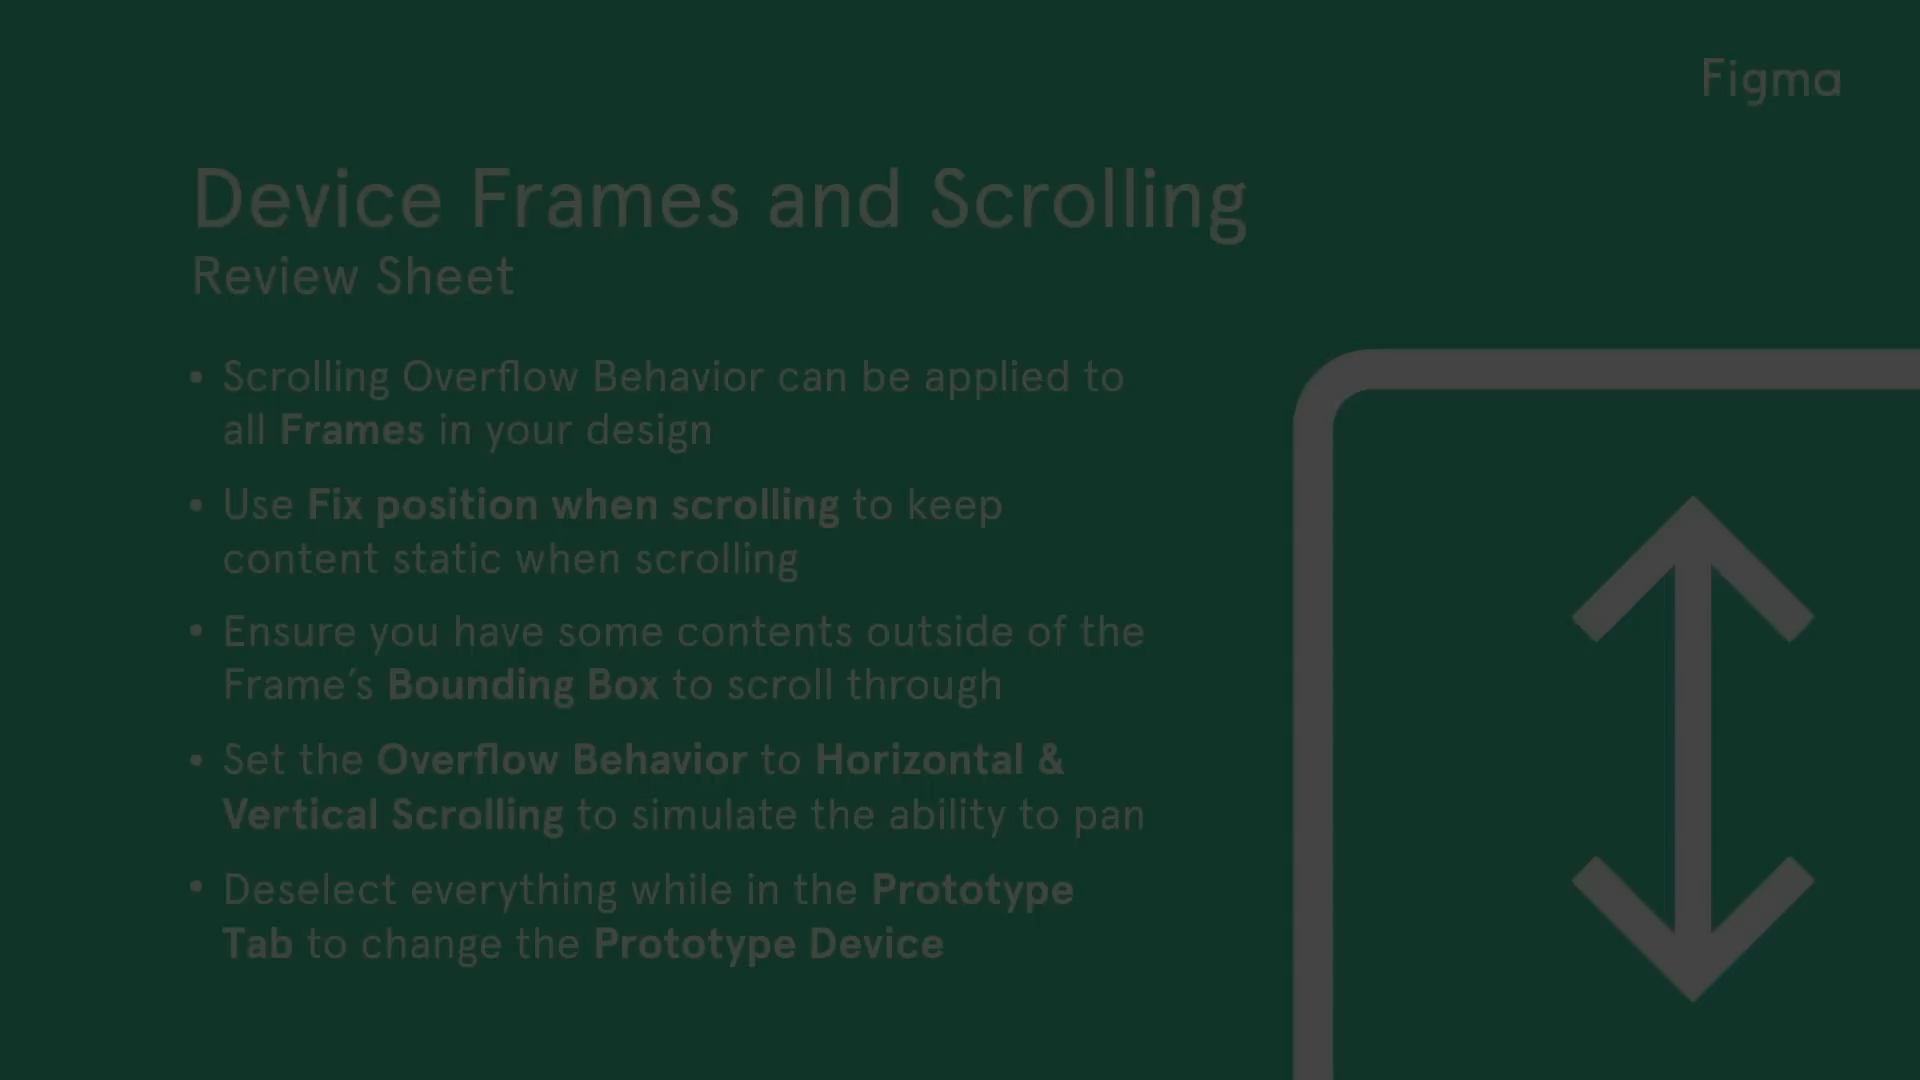 Figma
Device Frames and Scrolling
Review Sheet
• Scrolling Overflow Behavior can be applied to
all Frames in your design
• Use Fix position when scrolling to keep
content static when scrolling
• Ensure you have some contents outside of the
Frame's Bounding Box to scroll through
• Set the Overflow Behavior to Horizontal &
Vertical Scrolling to simulate the ability to pan
• Deselect everything while in the Prototype
Tab to change the Prototype Device